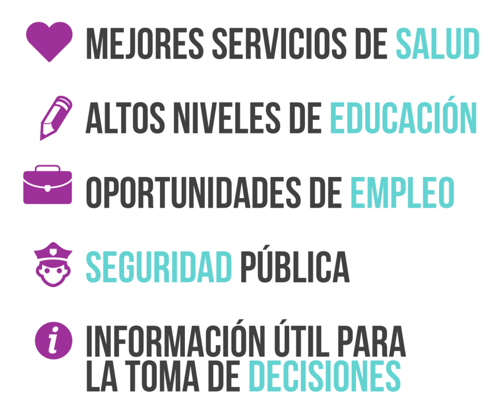 MEJORES SERVICIOS DE SALUD
ALTOS NIVELES DE EDUCACIÓN
OPORTUNIDADES DE EMPLEO
SEGURIDAD PÚBLICA
i INFORMACIÓN ÚTIL PARA
LA TOMA DE DECISIONES